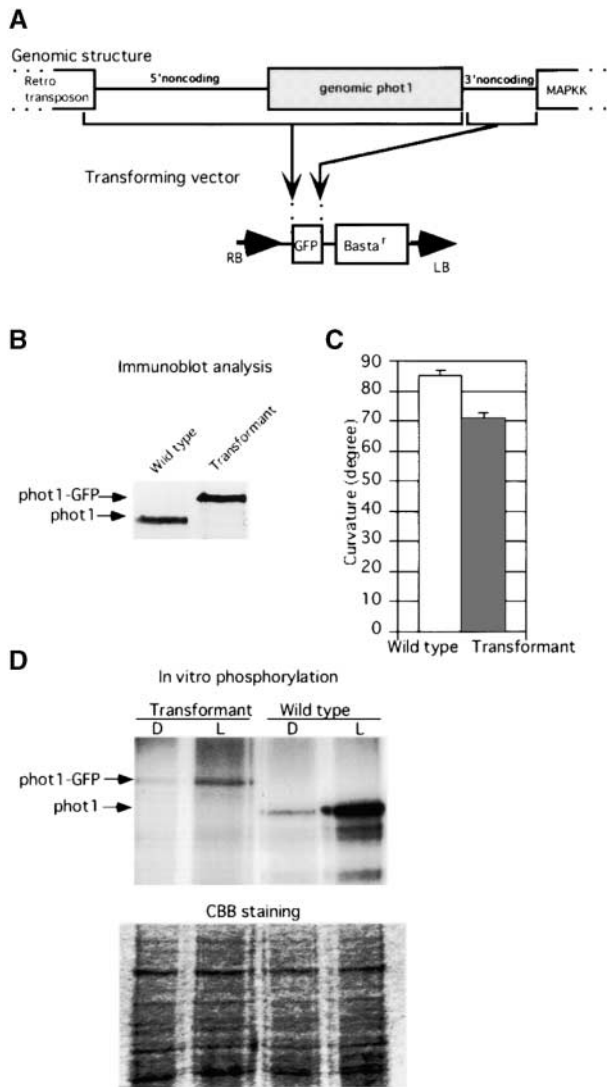 A
Genomic structure
Retro
transposon
5'noncoding
genomic phot1
3'noncoding
MAPKK
Transforming vector
RB
GFP
Basta r
LB
B
Immunoblot analysis
Wild type
Transformant
phot1-GFP
phot1
C
Curvature (degree)
90
80
70
60
50
40
30
20
10
0
Wild type
Transformant
D
In vitro phosphorylation
Transformant
Wild type
D
L
D
L
phot1-GFP
phot1
CBB staining